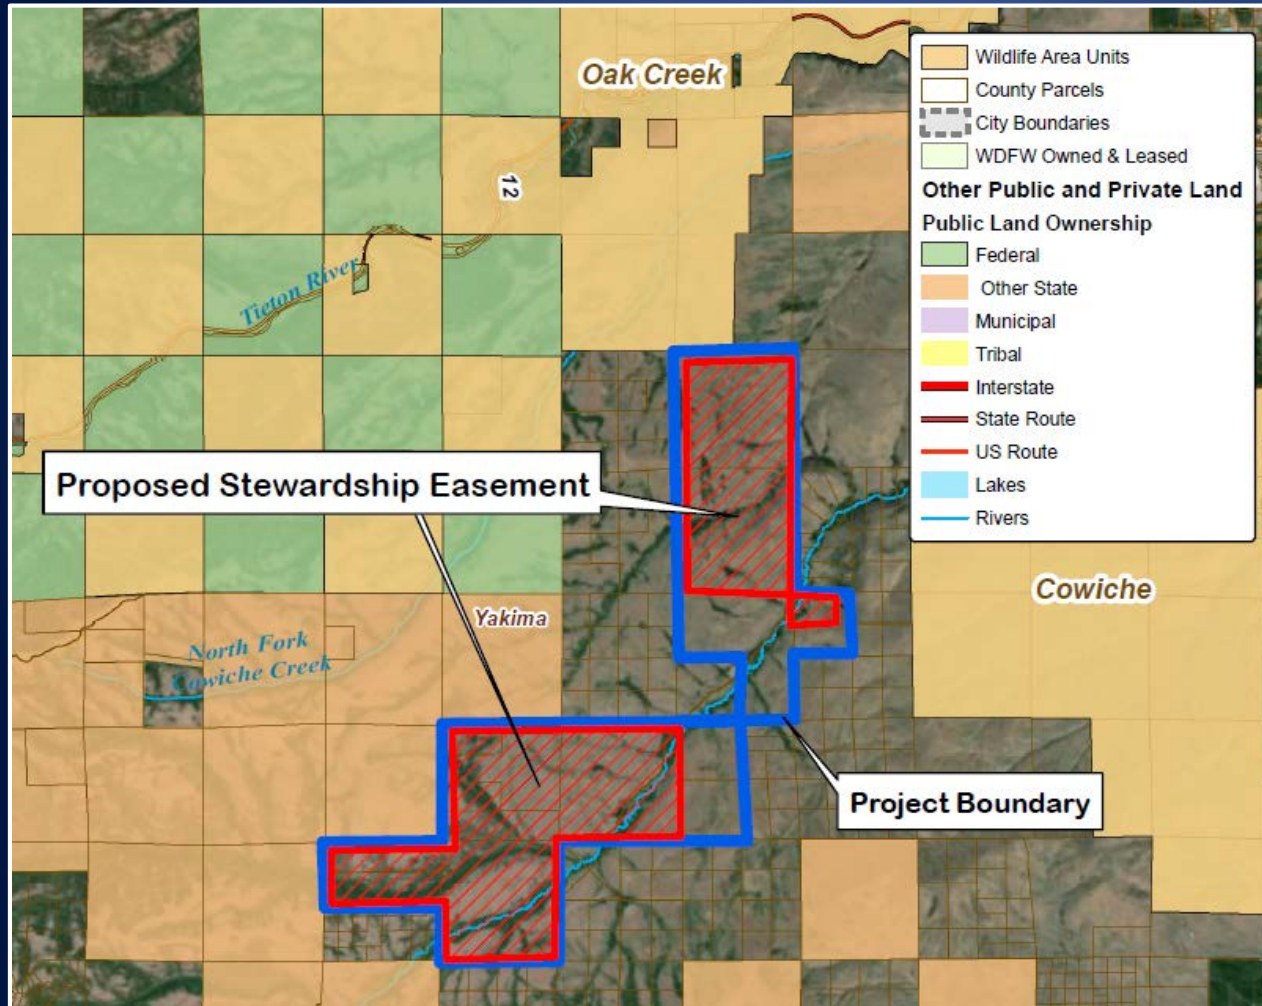 Oak Creek
12
Tieton River
Proposed Stewardship Easement
Yakima
North Fork
Cowiche Creek
Cowiche
Project Boundary
Wildlife Area Units
County Parcels
City Boundaries
WDFW Owned & Leased
Other Public and Private Land
Public Land Ownership
Federal
Other State
Municipal
Tribal
Interstate
State Route
US Route
Lakes
Rivers